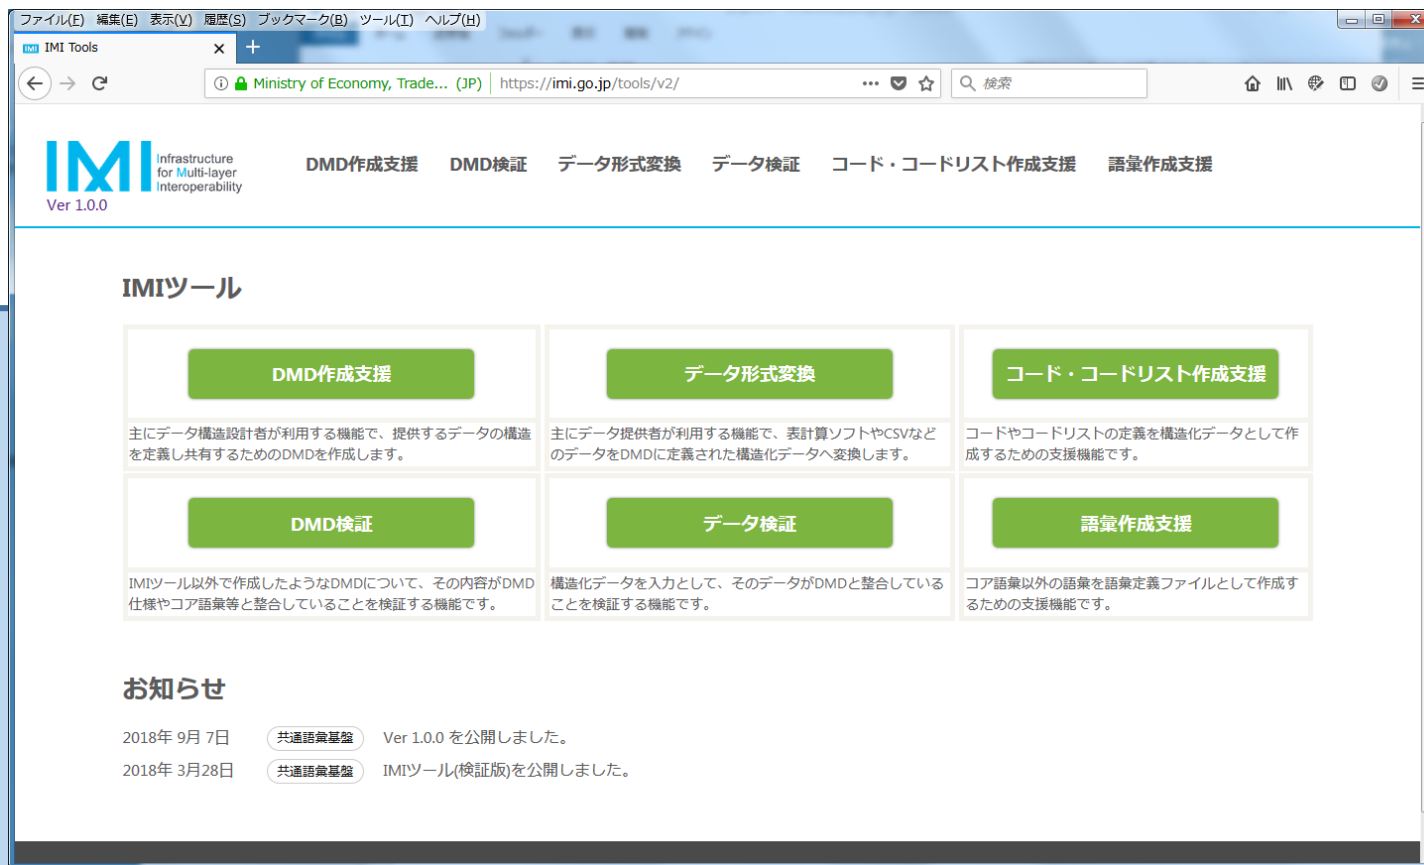 ファイル(F) 編集(E) 表示(V) 履歴(S) ブックマーク(B) ツール(T) ヘルプ(H)
IMI IMI Tools
Ministry of Economy, Trade... (JP) https://imi.go.jp/tools/v2/ 検索
IMI Infrastructure
for Multi-layer
Interoperability
Ver 1.0.0
DMD作成支援 DMD検証 データ形式変換 データ検証 コード・コードリスト作成支援 語彙作成支援
IMIツール
DMD作成支援
主にデータ構造設計者が利用する機能で、提供するデータの構造
を定義し共有するためのDMDを作成します。
データ形式変換
主にデータ提供者が利用する機能で、表計算ソフトやCSVなど
のデータをDMDに定義された構造化データへ変換します。
コード・コードリスト作成支援
コードやコードリストの定義を構造化データとして作
成するための支援機能です。
DMD検証
IMIツール以外で作成したようなDMDについて、その内容がDMD
仕様やコア語彙等と整合していることを検証する機能です。
データ検証
構造化データを入力として、そのデータがDMDと整合している
ことを検証する機能です。
語彙作成支援
コア語彙以外の語彙を語彙定義ファイルとして作成す
るための支援機能です。
お知らせ
2018年 9月 7日 共通語彙基盤 Ver 1.0.0 を公開しました。
2018年 3月28日 共通語彙基盤 IMIツール(検証版)を公開しました。